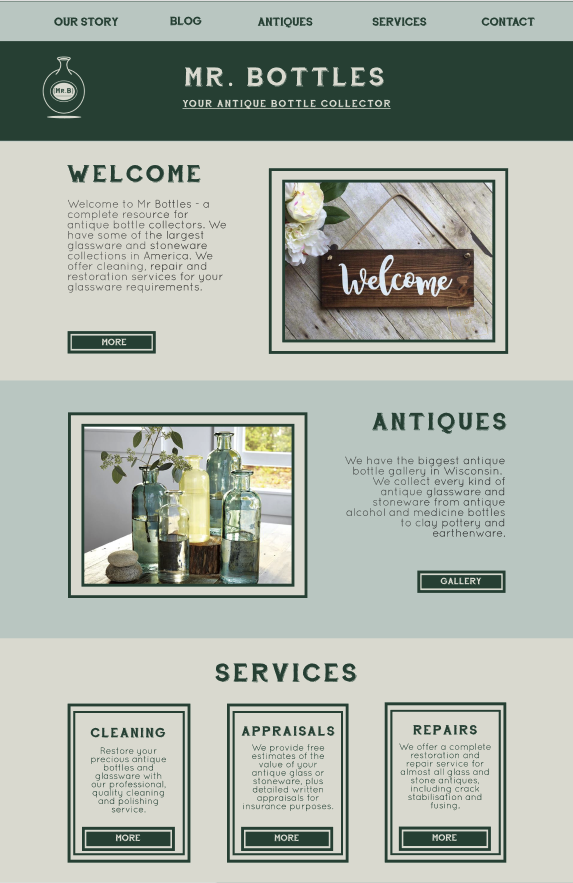 OUR STORY BLOG ANTIQUES SERVICES CONTACT
Mr.B
MR. BOTTLES
YOUR ANTIQUE BOTTLE COLLECTOR
WELCOME
Welcome to Mr Bottles - a
complete resource for
antique bottle collectors. We
have some of the largest
glassware and stoneware
collections in America. We
offer cleaning, repair and
restoration services for your
glassware requirements.
MORE
Welcome
ANTIQUES
We have the biggest antique
bottle gallery in Wisconsin.
We collect every kind of
antique glassware and
stoneware from antique
alcohol and medicine bottles
to clay pottery and
earthenware.
GALLERY
SERVICES
CLEANING
Restore your
precious antique
bottles and
glassware with
our professional,
quality cleaning
and polishing
service.
MORE
APPRAISALS
We provide free
estimates of the
value of your
antique glass or
stoneware, plus
detailed written
appraisals for
insurance purposes.
MORE
REPAIRS
We offer a complete
restoration and
repair service for
almost all glass and
stone antiques,
including crack
stabilisation and
fusing.
MORE